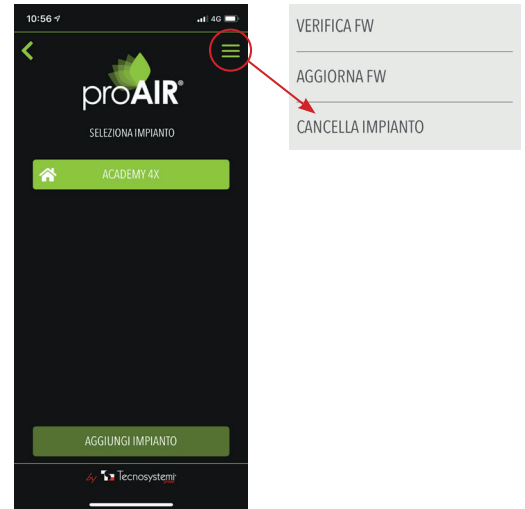 10:56
4G
proAIR®
SELEZIONA IMPIANTO
ACADEMY 4X
AGGIUNGI IMPIANTO
by Tecnosystemi
VERIFICA FW
AGGIORNA FW
CANCELLA IMPIANTO